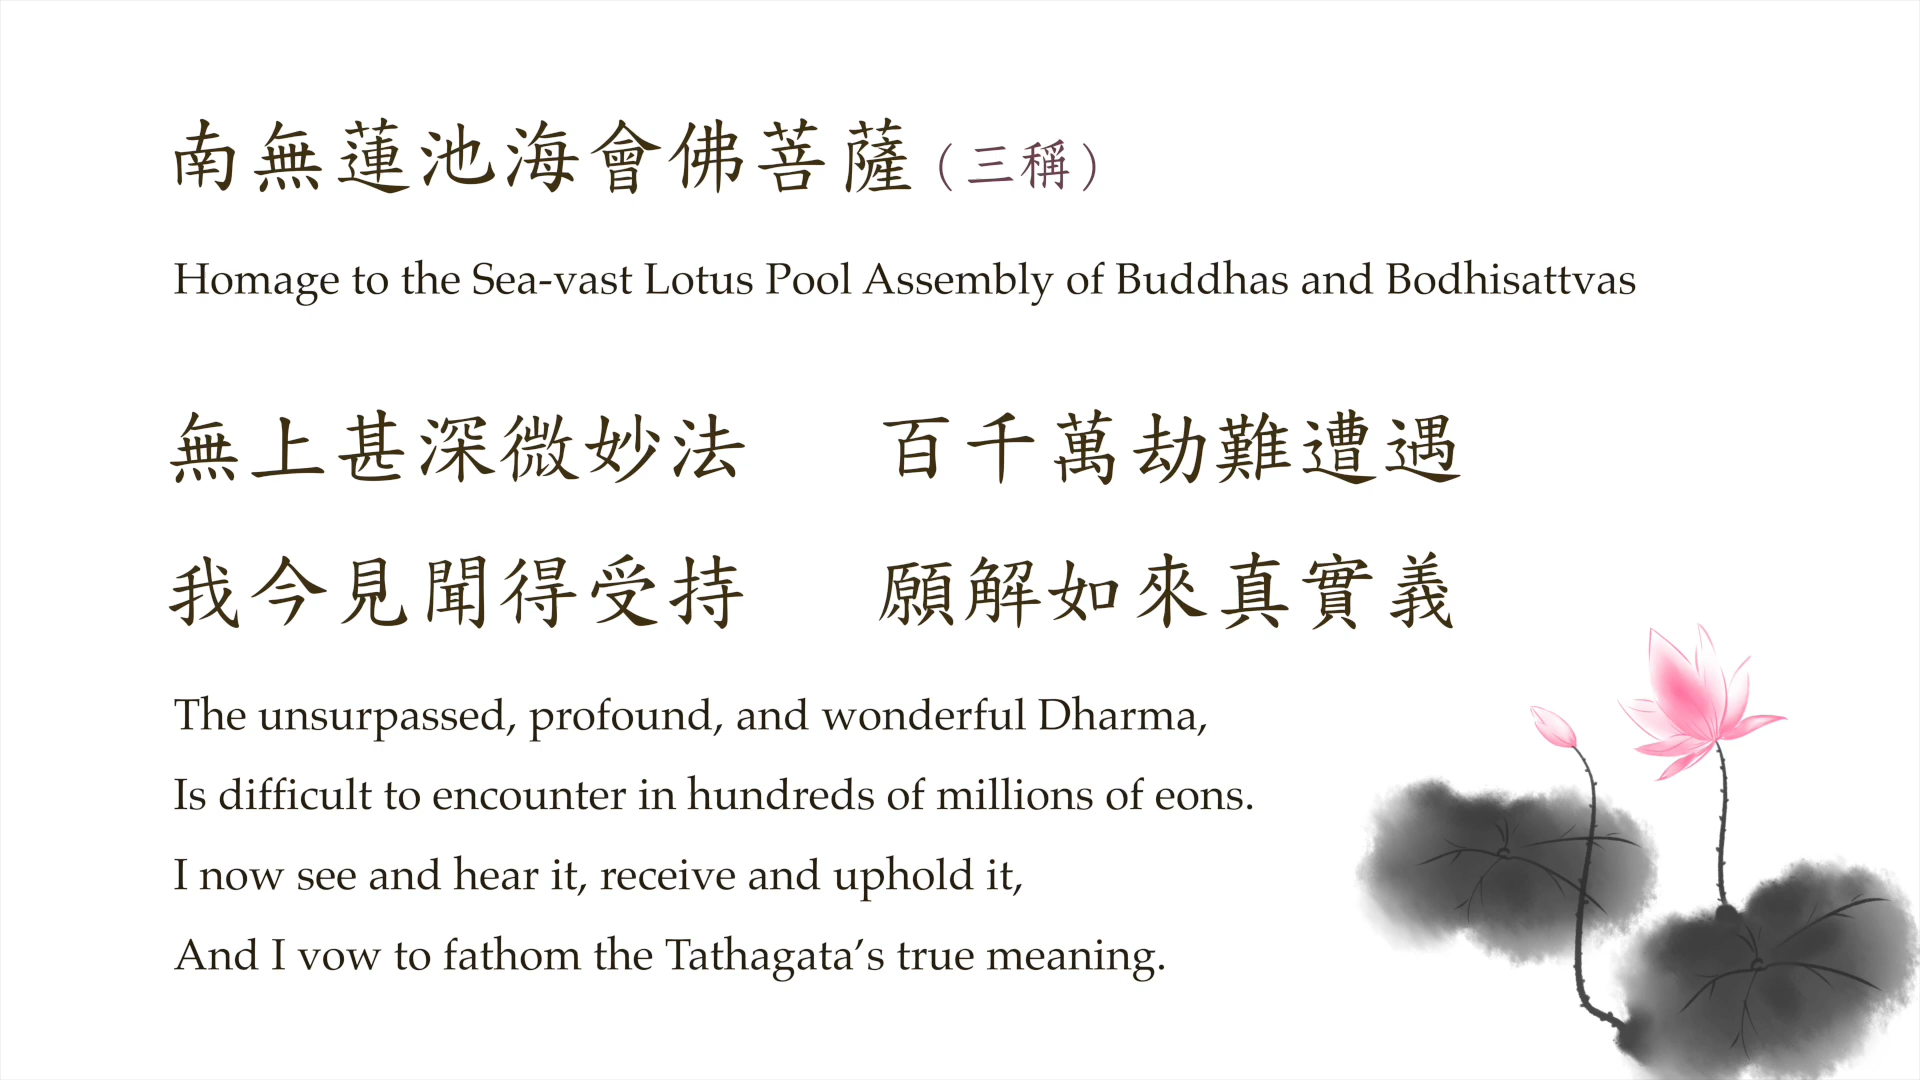 南無蓮池海會佛菩薩（三稱）
Homage to the Sea-vast Lotus Pool Assembly of Buddhas and Bodhisattvas
無上甚深微妙法 百千萬劫難遭遇
我今見聞得受持 願解如來真實義
The unsurpassed, profound, and wonderful Dharma,
Is difficult to encounter in hundreds of millions of eons.
I now see and hear it, receive and uphold it,
And I vow to fathom the Tathagata’s true meaning.